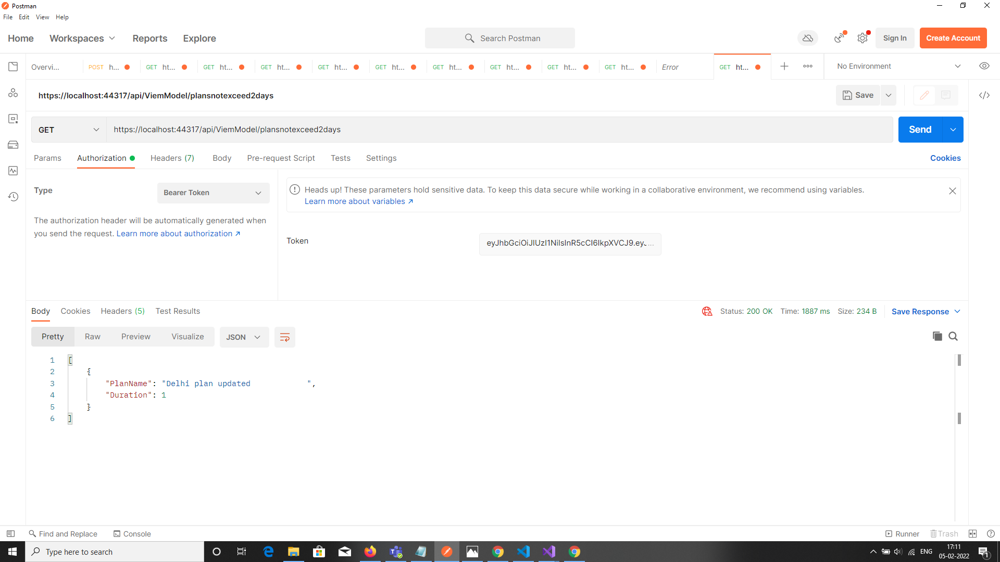 Postman
File Edit View Help
Home Workspaces Reports Explore
Search Postman
Sign In
Create Account
Overvi...
POST h...
GET ht...
GET ht...
GET ht...
GET ht...
GET ht...
GET ht...
GET ht...
GET ht...
GET ht...
Error
GET ht...
No Environment
https://localhost:44317/api/ViemModel/plansnotexceed2days
Save
GET
https://localhost:44317/api/ViemModel/plansnotexceed2days
Send
Params Authorization Headers (7) Body Pre-request Script Tests Settings
Cookies
Type
Bearer Token
The authorization header will be automatically generated when
you send the request. Learn more about authorization ↗
Heads up! These parameters hold sensitive data. To keep this data secure while working in a collaborative environment, we recommend using variables.
Learn more about variables ↗
Token
eyJhbGciOiJIUzI1NiIsInR5cCI6IkpXVCJ9.eyJ...
Body Cookies Headers (5) Test Results
Status: 200 OK Time: 1887 ms Size: 234 B
Save Response
Pretty Raw Preview Visualize
JSON
1 [
2 {
3 "PlanName": "Delhi plan updated            ",
4 "Duration": 1
5 }
6 ]
Find and Replace
Console
Runner
Trash
Type here to search
ENG
17:11
05-02-2022
1